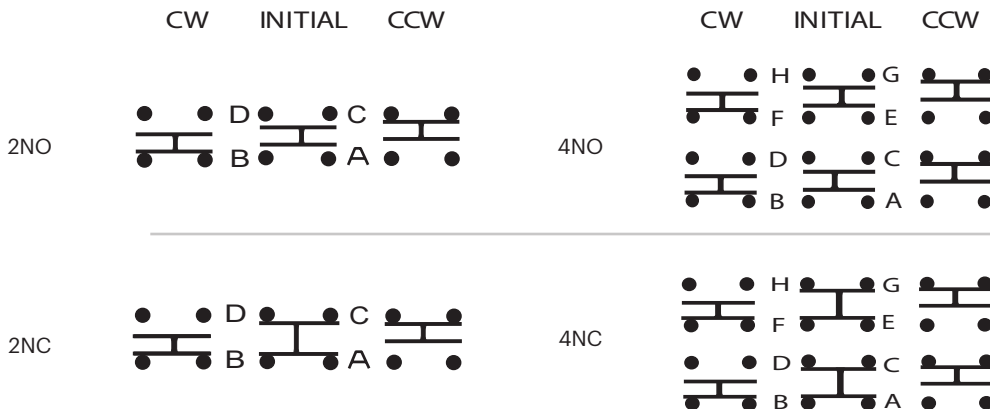 CW INITIAL CCW CW INITIAL CCW
H G
D C
2NO 4NO F E
B A D C
B A
H G
D C
2NC 4NC F E
B A D C
B A